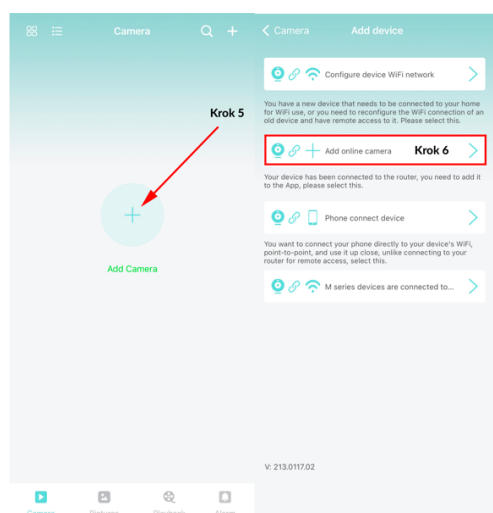 Camera
Krok 5
Add Camera
Camera
Pictures
Playback
Alarm
Camera
Add device
Configure device WiFi network
You have a new device that needs to be connected to your home
for WiFi use, or you need to reconfigure the WiFi connection of an
old device and have remote access to it. Please select this.
Add online camera
Krok 6
Your device has been connected to the router, you need to add it
to the App, please select this.
Phone connect device
You want to connect your phone directly to your device's WiFi,
point-to-point, and use it up close, unlike connecting to your
router for remote access, select this.
M series devices are connected to...
V: 213.0117.02